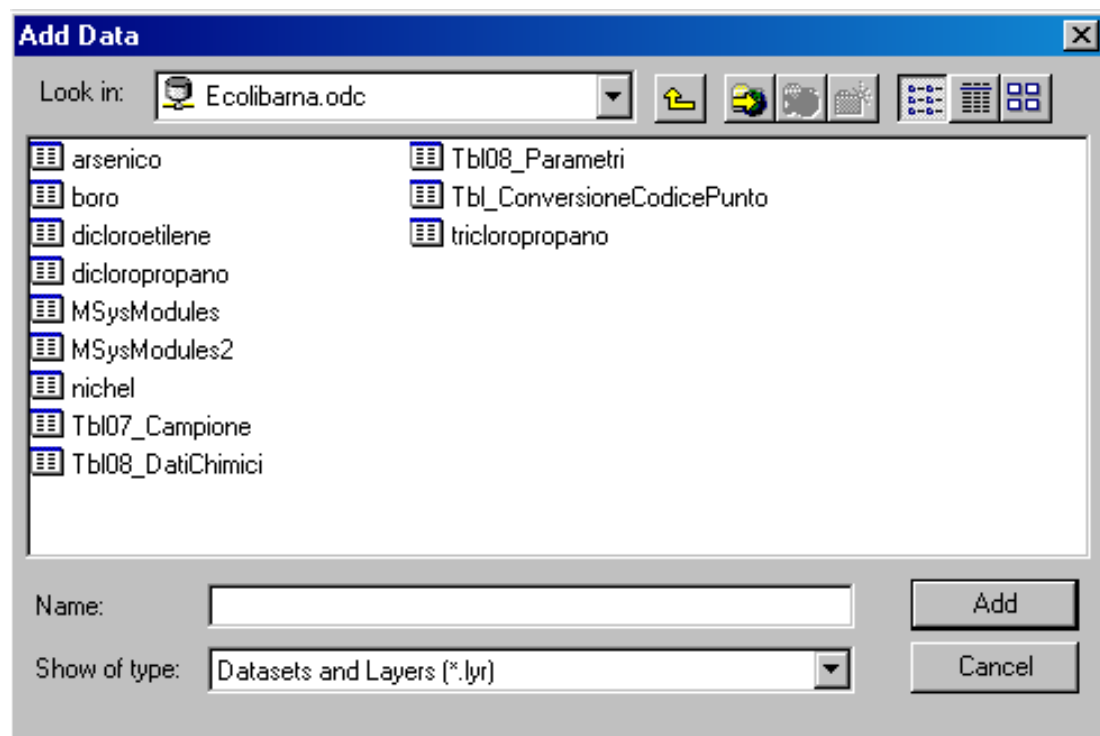 Add Data
Look in: Ecolibarna.odc
arsenico
boro
dicloroetilene
dicloropropano
MSysModules
MSysModules2
nichel
Tbl07_Campione
Tbl08_DatiChimici
Tbl08_Parametri
Tbl_ConversioneCodicePunto
tricloropropano
Name:
Add
Show of type: Datasets and Layers (*.lyr)
Cancel